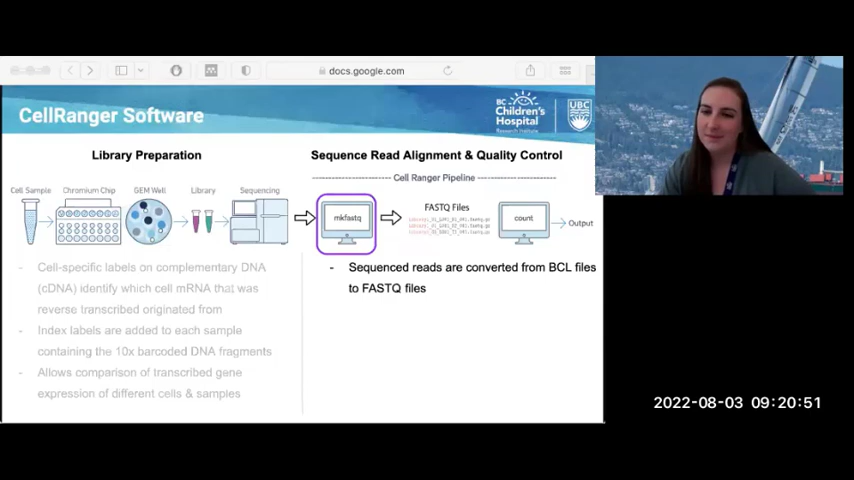 docs.google.com
CellRanger Software
BC
Children's
Hospital
Research Institute
UBC
Library Preparation
Sequence Read Alignment & Quality Control
Cell Ranger Pipeline
Cell Sample
Chromium Chip
GEM Well
Library
Sequencing
mkfastq
FASTQ Files
count
Output
- Cell-specific labels on complementary DNA
(cDNA) identify which cell mRNA that was
reverse transcribed originated from
- Index labels are added to each sample
containing the 10x barcoded DNA fragments
- Allows comparison of transcribed gene
expression of different cells & samples
- Sequenced reads are converted from BCL files
to FASTQ files
2022-08-03 09:20:51